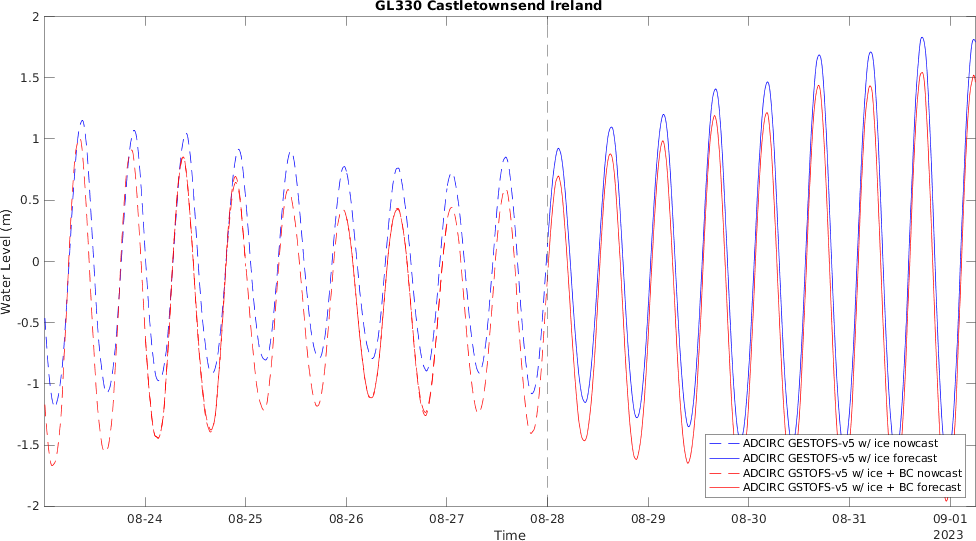 GL330 Castletownsend Ireland
2
1.5
1
0.5
0
-0.5
-1
-1.5
-2
Water Level (m)
ADCIRC GESTOFS-v5 w/ ice nowcast
ADCIRC GESTOFS-v5 w/ ice forecast
ADCIRC GSTOFS-v5 w/ ice + BC nowcast
ADCIRC GSTOFS-v5 w/ ice + BC forecast
08-24 08-25 08-26 08-27 08-28 08-29 08-30 08-31 09-01
2023
Time